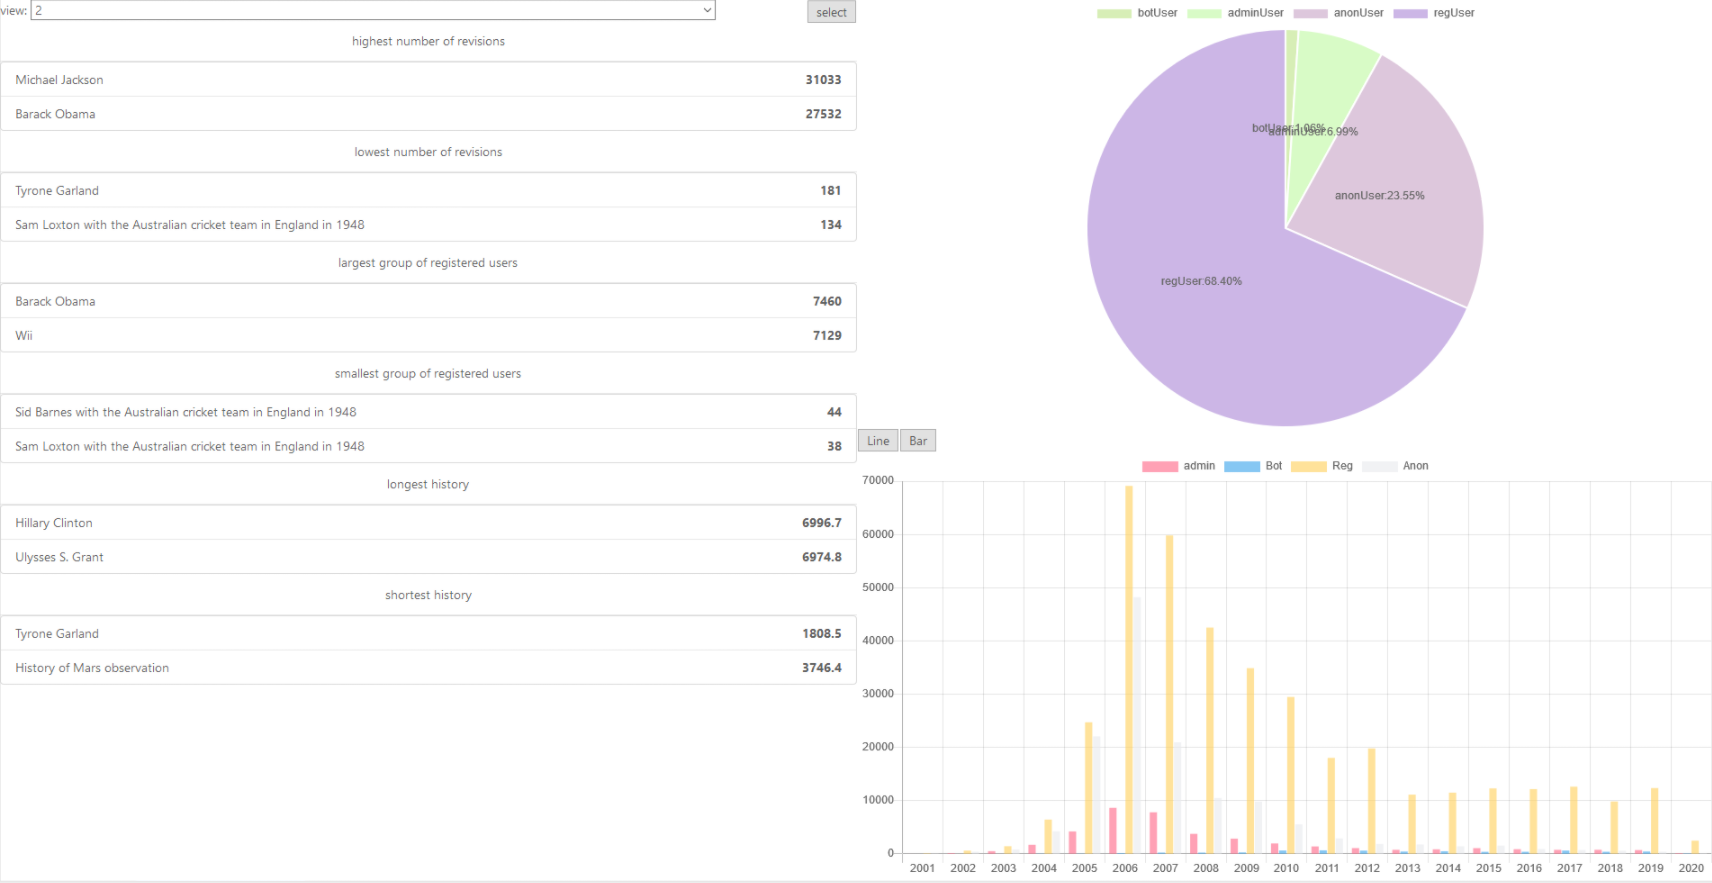 view: 2 select
highest number of revisions
Michael Jackson 31033
Barack Obama 27532
lowest number of revisions
Tyrone Garland 181
Sam Loxton with the Australian cricket team in England in 1948 134
largest group of registered users
Barack Obama 7460
Wii 7129
smallest group of registered users
Sid Barnes with the Australian cricket team in England in 1948 44
Sam Loxton with the Australian cricket team in England in 1948 38
longest history
Hillary Clinton 6996.7
Ulysses S. Grant 6974.8
shortest history
Tyrone Garland 1808.5
History of Mars observation 3746.4
botUser adminUser anonUser regUser
botUser:1.06%
adminUser:6.99%
anonUser:23.55%
regUser:68.40%
Line Bar
admin Bot Reg Anon
70000
60000
50000
40000
30000
20000
10000
0
2001 2002 2003 2004 2005 2006 2007 2008 2009 2010 2011 2012 2013 2014 2015 2016 2017 2018 2019 2020